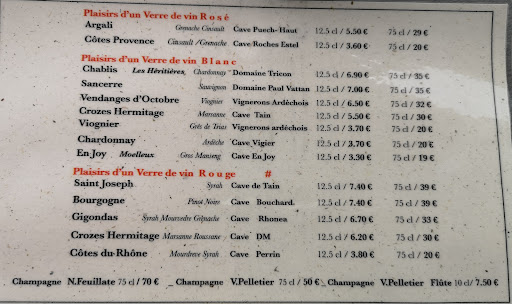 Plaisirs d'un Verre de vin Rosé
Argali Grenache Cinsault Cave Puech-Haut 12.5 cl / 5.50 € 75 cl / 29 €
Côtes Provence Cinsault /Grenache Cave Roches Estel 12.5 cl / 3.60 € 75 cl / 20 €
Plaisirs d'un Verre de vin Blanc
Chablis Les Héritières, Chardonnay Domaine Tricon 12.5 cl / 6.90 € 75 cl / 35 €
Sancerre Sauvignon Domaine Paul Vattan 12.5 cl / 7.00 € 75 cl / 35 €
Vendanges d'Octobre Viognier Vignerons Ardèchois 12.5 cl / 6.50 € 75 cl / 32 €
Crozes Hermitage Marsanne Cave Tain 12.5 cl / 5.50 € 75 cl / 30 €
Viognier Grès de Trias Vignerons ardéchois 12.5 cl / 3.70 € 75 cl / 20 €
Chardonnay Ardèche Cave Vigier 12.5 cl / 3.70 € 75 cl / 20 €
En Joy Moelleux Gros Manseng Cave En Joy 12.5 cl / 3.30 € 75 cl / 19 €
Plaisirs d'un Verre de vin Rouge #
Saint Joseph Syrah Cave de Tain 12.5 cl / 7.40 € 75 cl / 39 €
Bourgogne Pinot Noire Cave Bouchard 12.5 cl / 7.40 € 75 cl / 39 €
Gigondas Syrah Mourvedre Grenache Cave Rhonea 12.5 cl / 6.70 € 75 cl / 33 €
Crozes Hermitage Marsanne Roussane Cave DM 12.5 cl / 6.20 € 75 cl / 30 €
Côtes du Rhône Mourdreve Syrah Cave Perrin 12.5 cl / 3.80 € 75 cl / 20 €
Champagne N.Feuillate 75 cl / 70 € _ Champagne V.Pelletier 75 cl / 50 € _ Champagne V.Pelletier Flûte 10 cl / 7.50 €